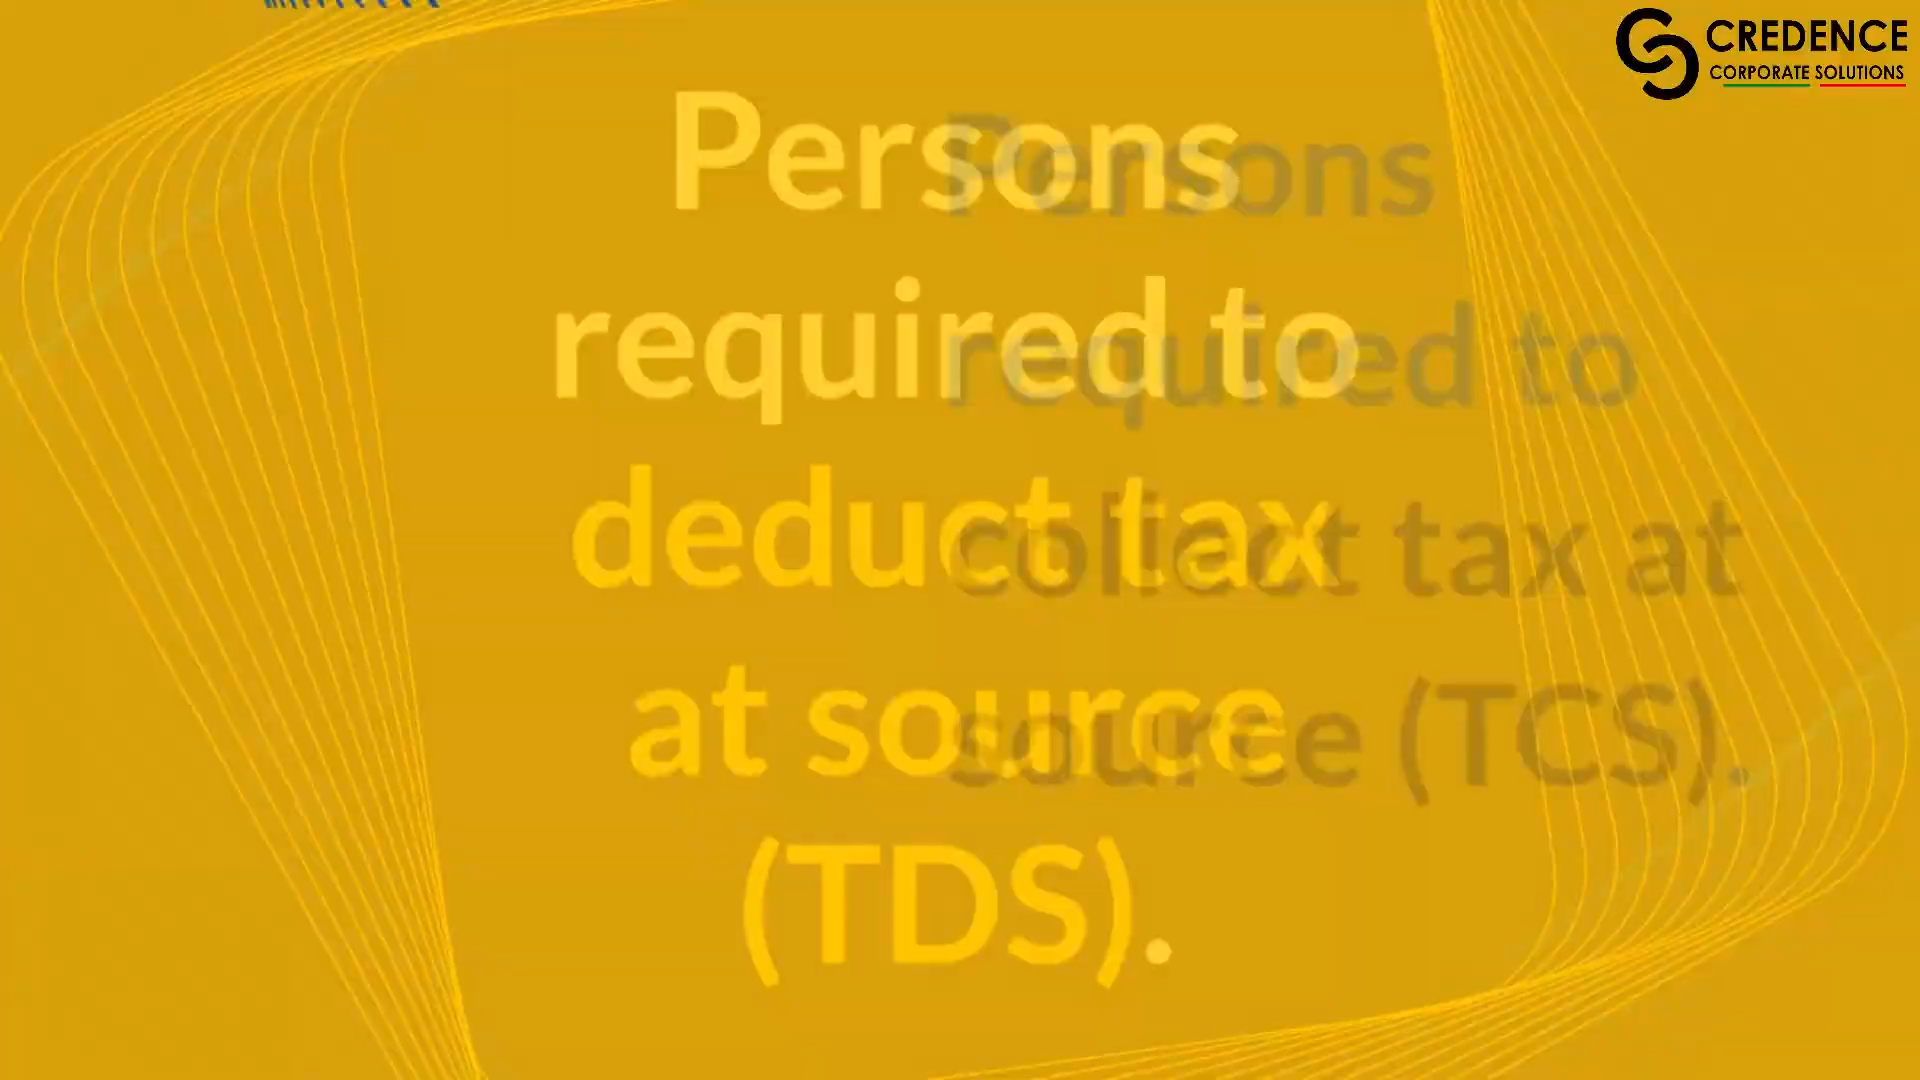 CREDENCE
CORPORATE SOLUTIONS
Persons
required to
deduct tax
at source
(TDS).
Persons
required to
collect tax at
source (TCS).